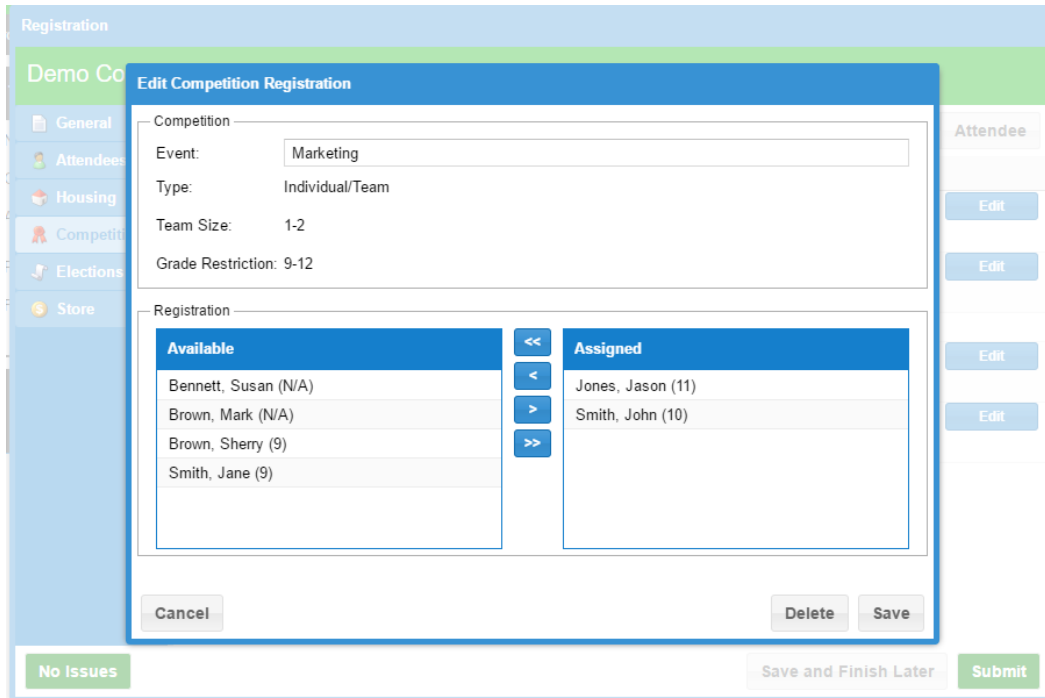 Registration
Demo Co
Edit Competition Registration
General
Attendees
Housing
Competiti
Elections
Store
Attendee
Edit
Edit
Edit
Edit
Competition
Event: Marketing
Type: Individual/Team
Team Size: 1-2
Grade Restriction: 9-12
Registration
Available
Bennett, Susan (N/A)
Brown, Mark (N/A)
Brown, Sherry (9)
Smith, Jane (9)
<<
<
>
>>
Assigned
Jones, Jason (11)
Smith, John (10)
Cancel
Delete
Save
No Issues
Save and Finish Later
Submit